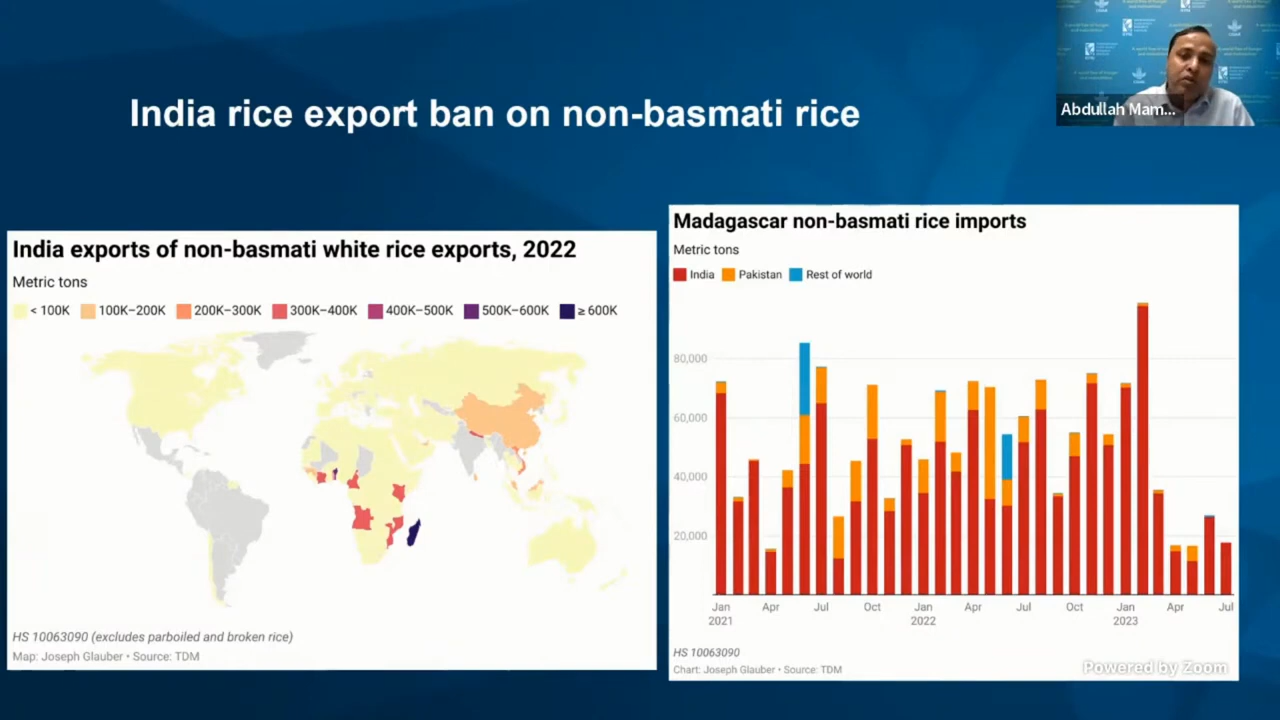 India rice export ban on non-basmati rice
Abdullah Mam...
India exports of non-basmati white rice exports, 2022
Metric tons
< 100K 100K–200K 200K–300K 300K–400K 400K–500K 500K–600K ≥ 600K
HS 10063090 (excludes parboiled and broken rice)
Map: Joseph Glauber • Source: TDM
Madagascar non-basmati rice imports
Metric tons
India Pakistan Rest of world
80,000
60,000
40,000
20,000
Jan Apr Jul Oct Jan Apr Jul Oct Jan Apr Jul
2021 2022 2023
HS 10063090
Chart: Joseph Glauber • Source: TDM
Powered by Zoom